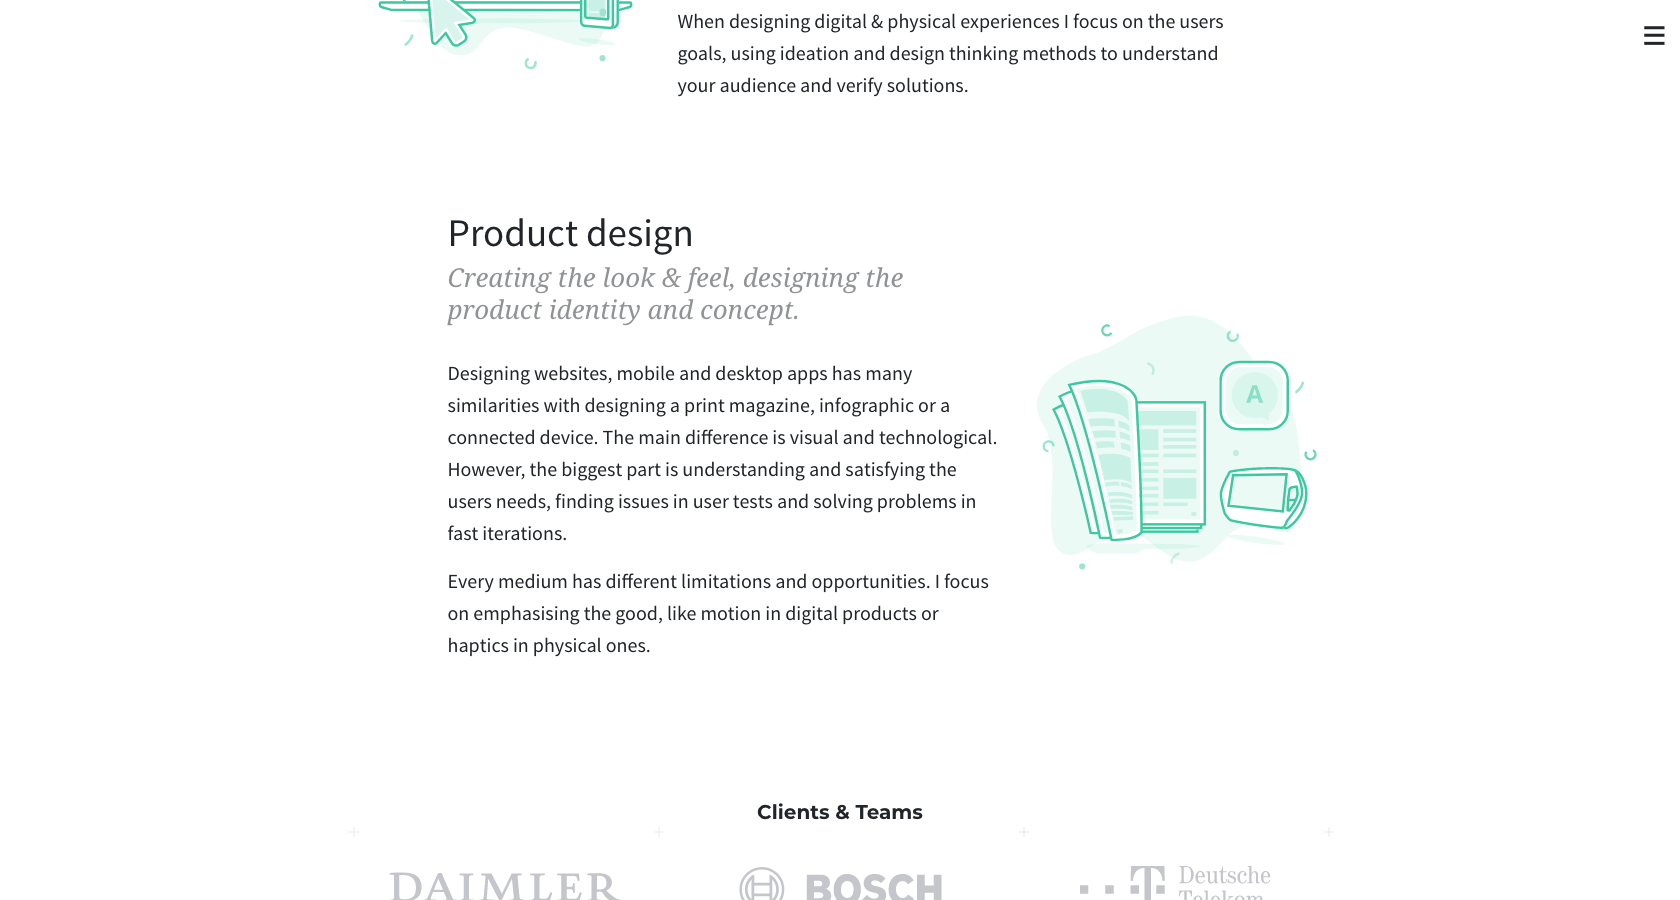 When designing digital & physical experiences I focus on the users
goals, using ideation and design thinking methods to understand
your audience and verify solutions.
Product design
Creating the look & feel, designing the
product identity and concept.
Designing websites, mobile and desktop apps has many
similarities with designing a print magazine, infographic or a
connected device. The main difference is visual and technological.
However, the biggest part is understanding and satisfying the
users needs, finding issues in user tests and solving problems in
fast iterations.
Every medium has different limitations and opportunities. I focus
on emphasising the good, like motion in digital products or
haptics in physical ones.
A
Clients & Teams
DAIMLER
BOSCH
T Deutsche
Telekom